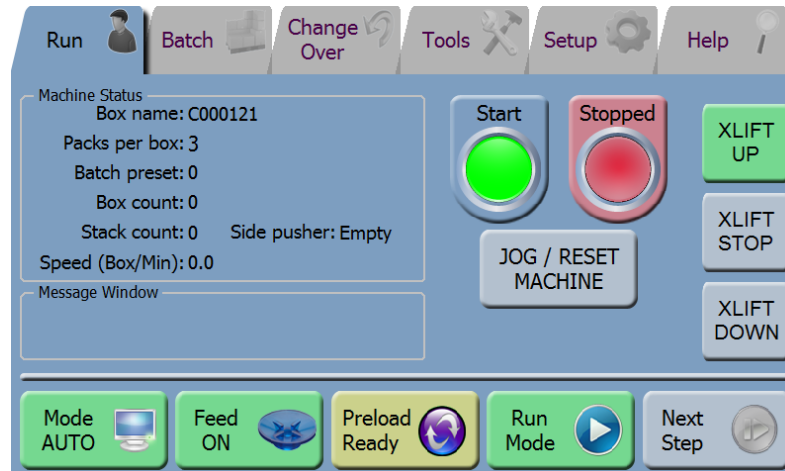 Run
Batch
Change
Over
Tools
Setup
Help
Machine Status
Box name: C000121
Packs per box: 3
Batch preset: 0
Box count: 0
Stack count: 0 Side pusher: Empty
Speed (Box/Min): 0.0
Message Window
Start
Stopped
JOG / RESET
MACHINE
XLIFT
UP
XLIFT
STOP
XLIFT
DOWN
Mode
AUTO
Feed
ON
Preload
Ready
Run
Mode
Next
Step